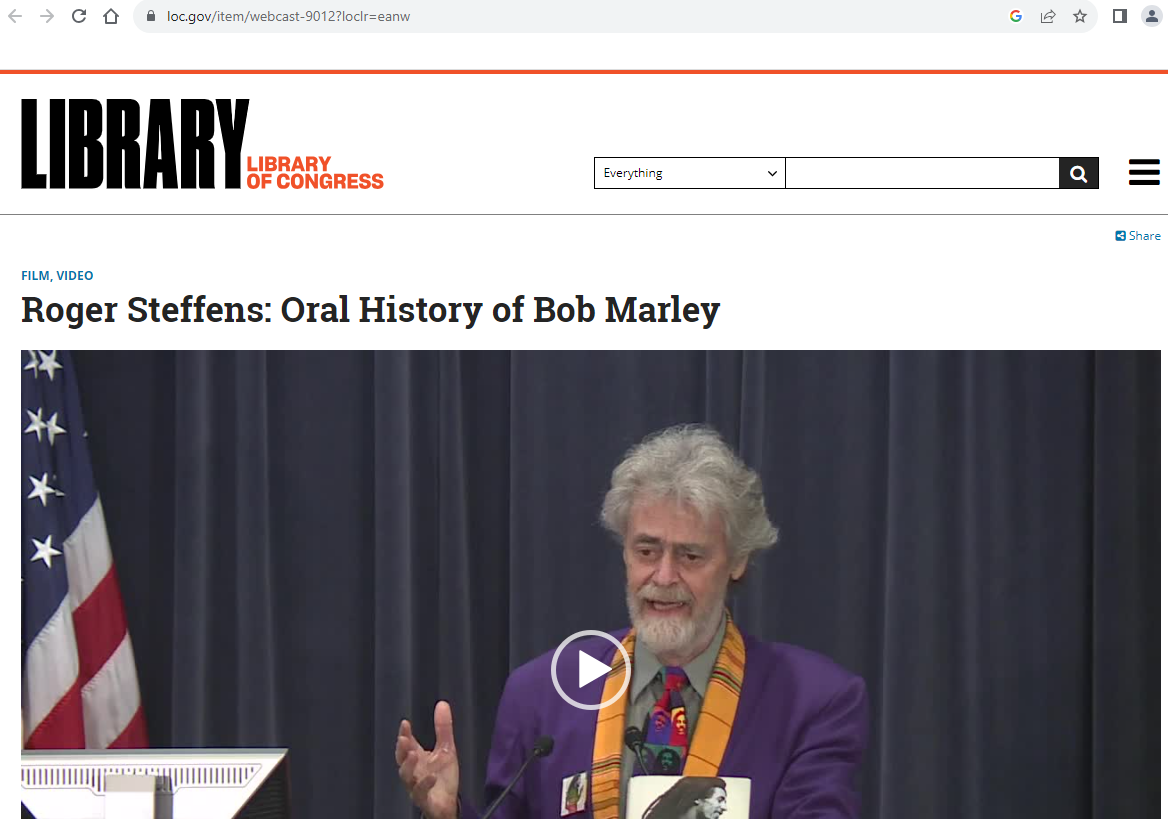 loc.gov/item/webcast-9012?loclr=eanw
LIBRARY
LIBRARY
OF CONGRESS
Everything
Share
FILM, VIDEO
Roger Steffens: Oral History of Bob Marley